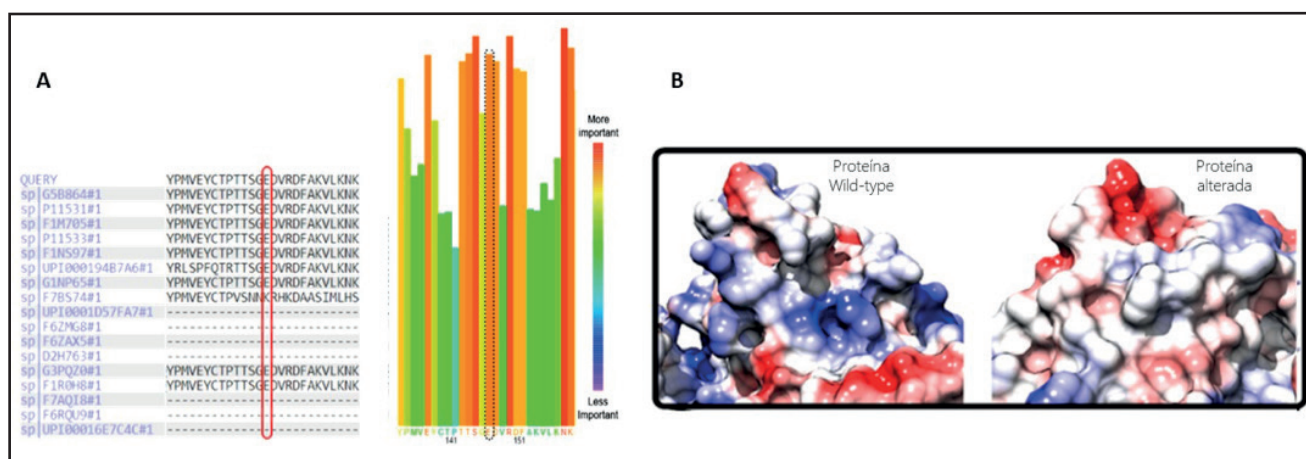 A
QUERY YPMVEYCTPTTSGEDVRDFAKVLKNK
sp G5B864#1 YPMVEYCTPTTSGEDVRDFAKVLKNK
sp P11531#1 YPMVEYCTPTTSGEDVRDFAKVLKNK
sp F1M705#1 YPMVEYCTPTTSGEDVRDFAKVLKNK
sp P11533#1 YPMVEYCTPTTSGEDVRDFAKVLKNK
sp F1NS97#1 YPMVEYCTPTTSGEDVRDFAKVLKNK
sp UPI000194B7A6#1 YRLSPFQTRTTSGEDVRDFAKVLKNK
sp G1NP65#1 YPMVEYCTPTTSGEDVRDFAKVLKNK
sp F7BS74#1 YPMVEYCTPVSNNKRHKDAASIMLHS
sp UPI0001D57FA7#1 --------------------------
sp F6ZMG8#1 --------------------------
sp F6ZAX5#1 --------------------------
sp D2H763#1 --------------------------
sp G3PQZ0#1 YPMVEYCTPTTSGEDVRDFAKVLKNK
sp F1R0H8#1 YPMVEYCTPTTSGEDVRDFAKVLKNK
sp F7AQI8#1 --------------------------
sp F6RQU9#1 --------------------------
sp UPI00016E7C4C#1 --------------------------
More
important
Less
Important
YPMVEYCTPTTSGEDVRDFAKVLKNK
141 151
B
Proteína
Wild-type
Proteína
alterada